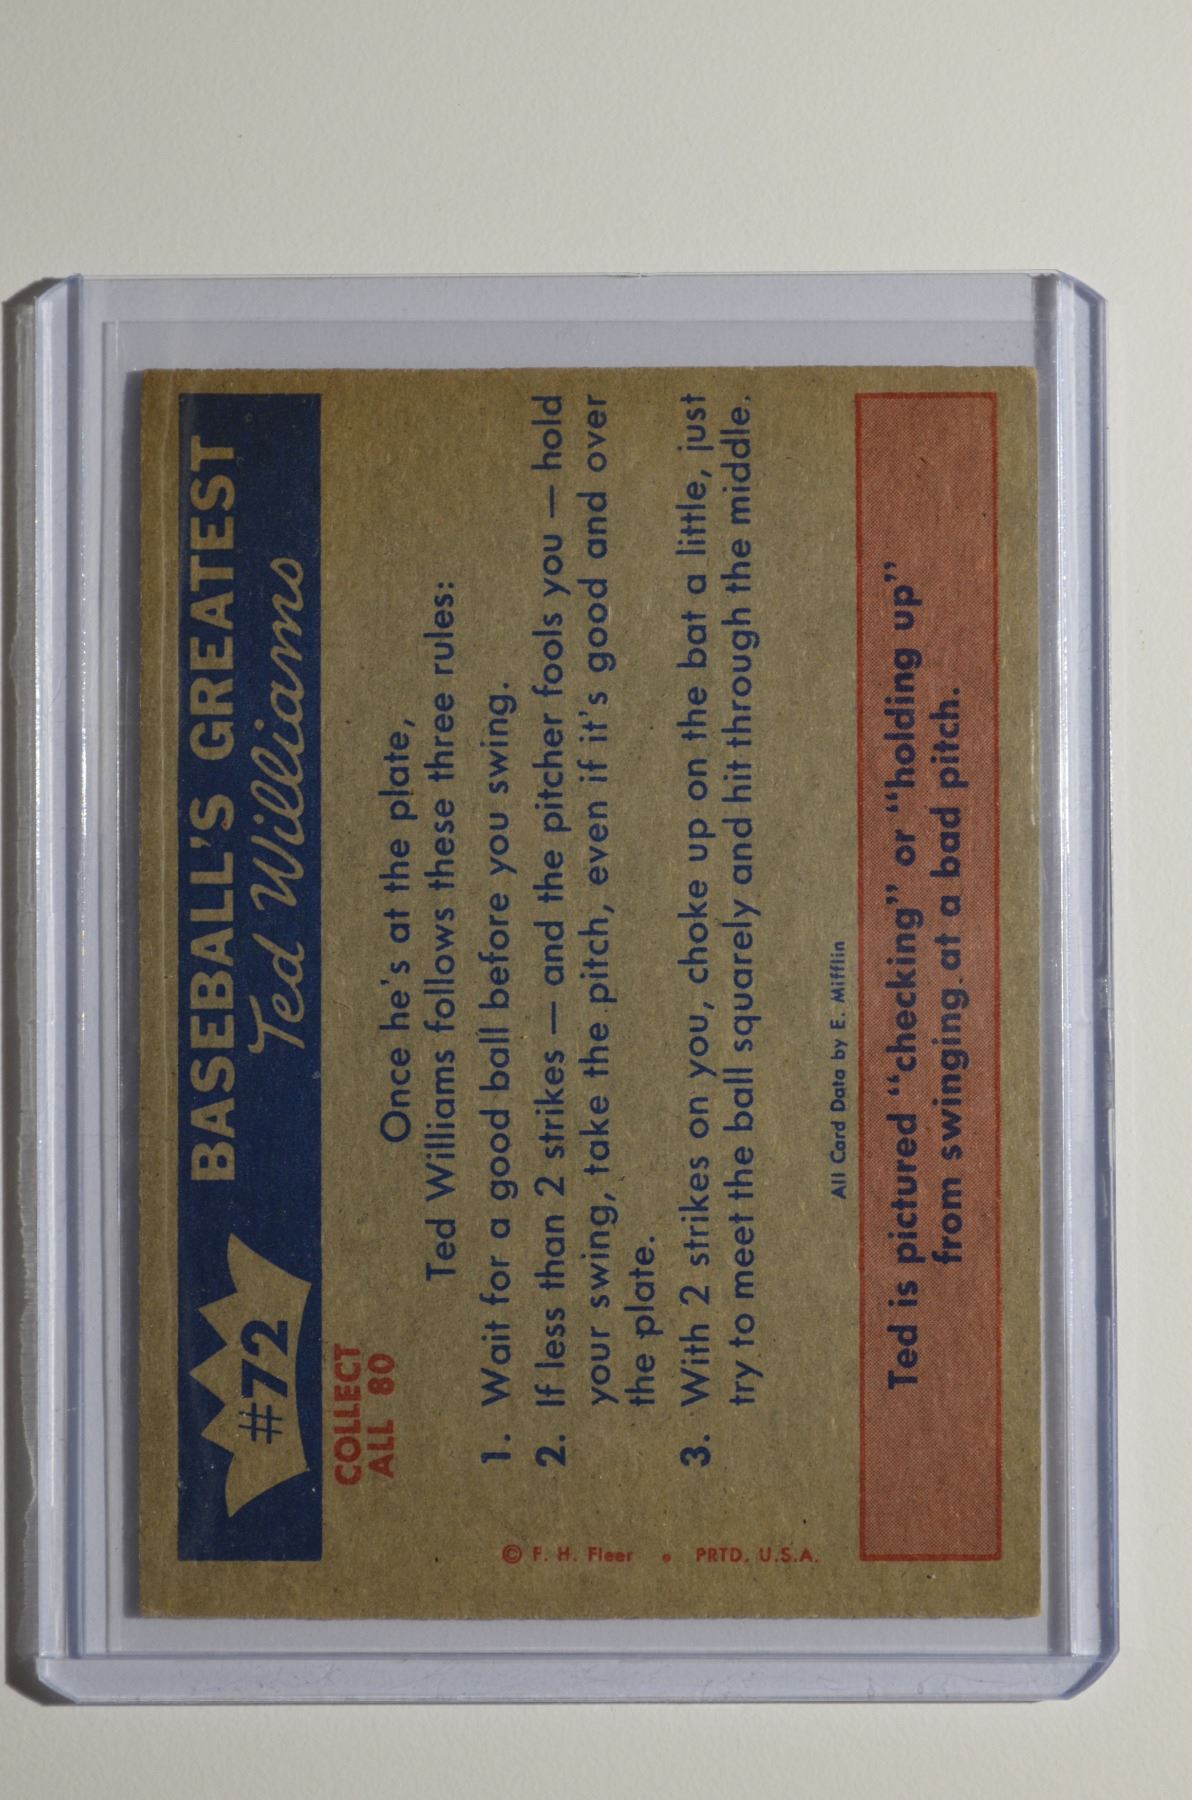 #72
BASEBALL'S GREATEST
Ted Williams
COLLECT
ALL 80
Once he's at the plate,
Ted Williams follows these three rules:
1. Wait for a good ball before you swing.
2. If less than 2 strikes — and the pitcher fools you — hold
your swing, take the pitch, even if it's good and over
the plate.
3. With 2 strikes on you, choke up on the bat a little, just
try to meet the ball squarely and hit through the middle.
© F. H. Fleer • PRTD. U.S.A.
All Card Data by E. Mifflin
Ted is pictured “checking” or “holding up”
from swinging at a bad pitch.